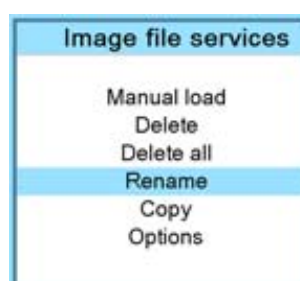 Image file services
Manual load
Delete
Delete all
Rename
Copy
Options